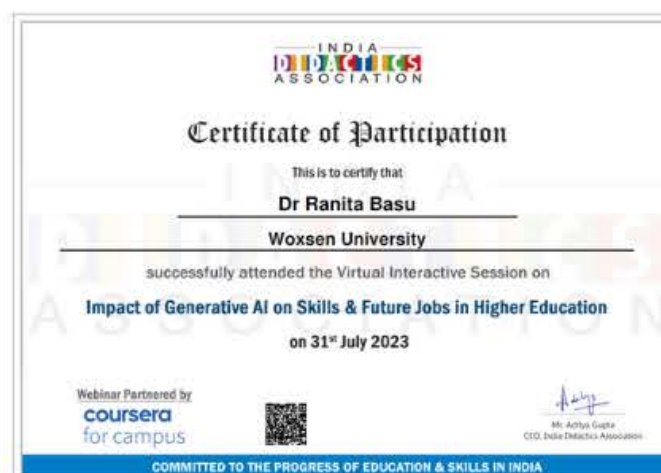 INDIA
DIDACTICS
ASSOCIATION
Certificate of Participation
This is to certify that
Dr Ranita Basu
Woxsen University
successfully attended the Virtual Interactive Session on
Impact of Generative AI on Skills & Future Jobs in Higher Education
on 31st July 2023
Webinar Partnered by
coursera
for campus
Mr. Aditya Gupta
CEO, India Didactics Association
COMMITTED TO THE PROGRESS OF EDUCATION & SKILLS IN INDIA